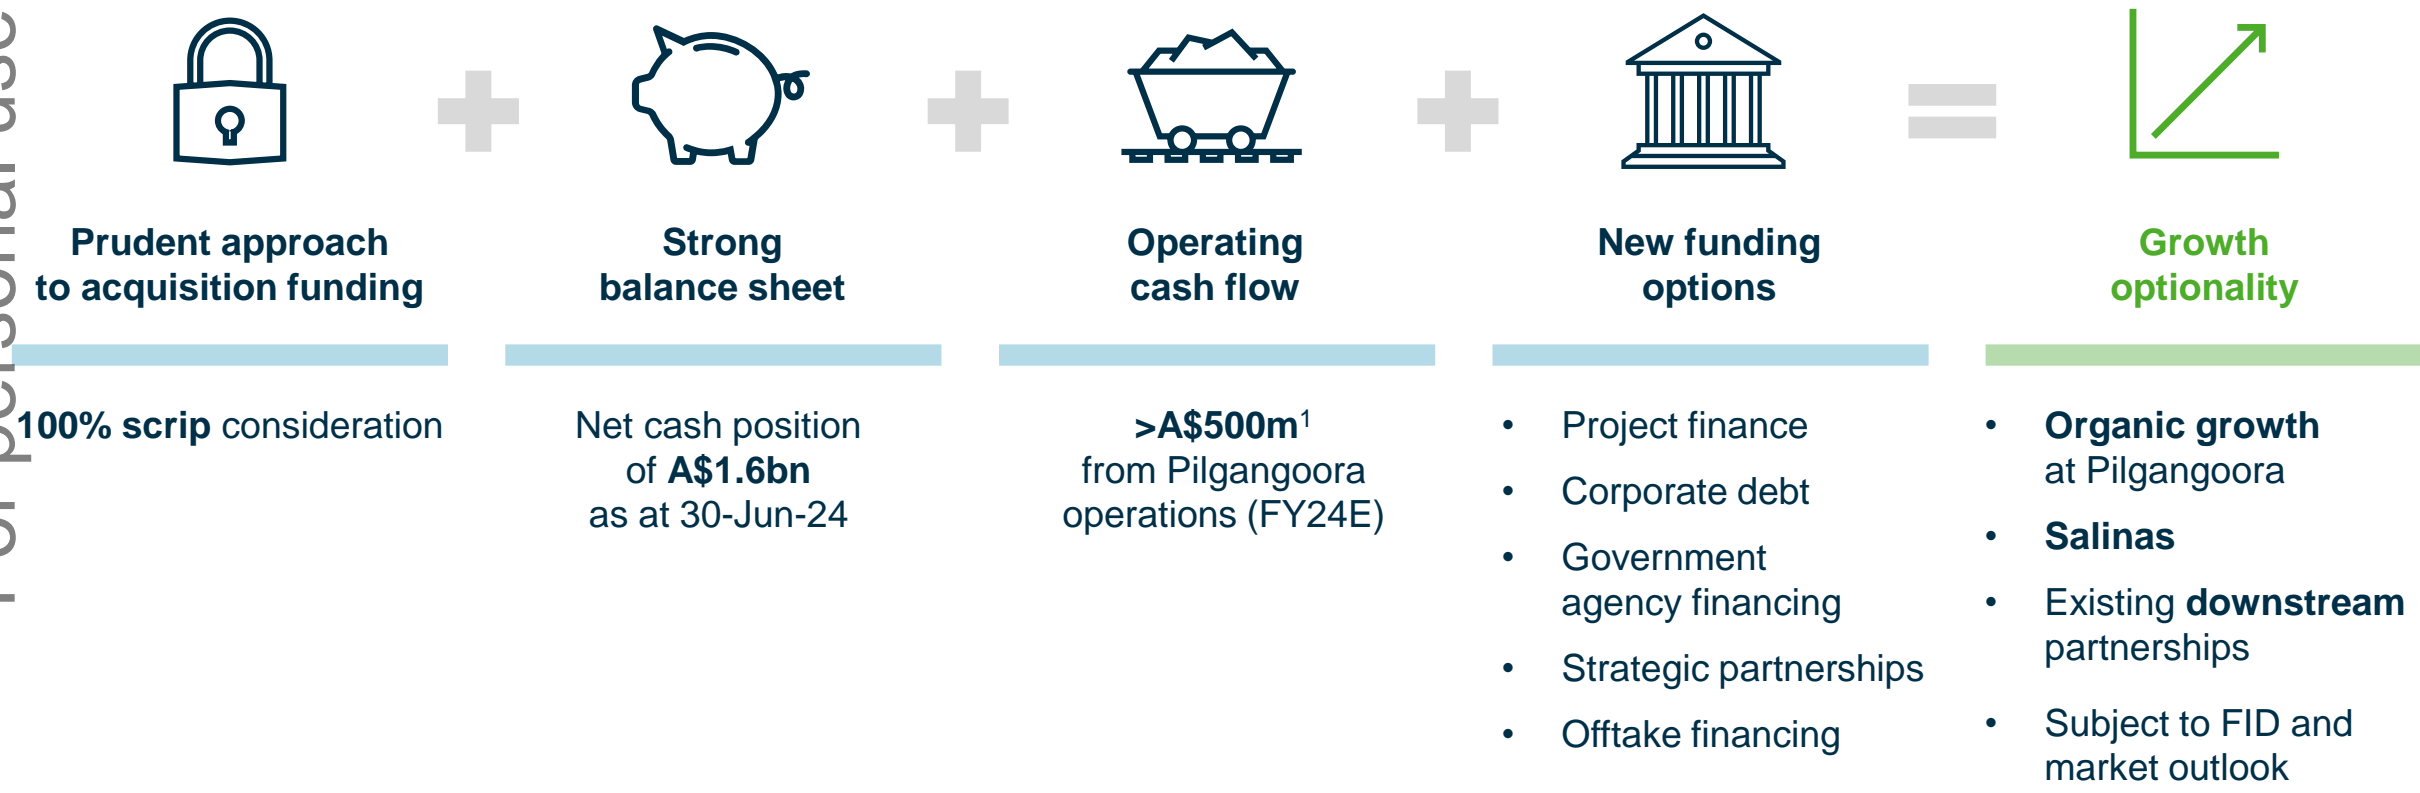 For personal use
Prudent approach
to acquisition funding
100% scrip consideration
Strong
balance sheet
Net cash position
of A$1.6bn
as at 30-Jun-24
Operating
cash flow
>A$500m1
from Pilgangoora
operations (FY24E)
New funding
options
• Project finance
• Corporate debt
• Government
agency financing
• Strategic partnerships
• Offtake financing
Growth
optionality
• Organic growth
at Pilgangoora
• Salinas
• Existing downstream
partnerships
• Subject to FID and
market outlook